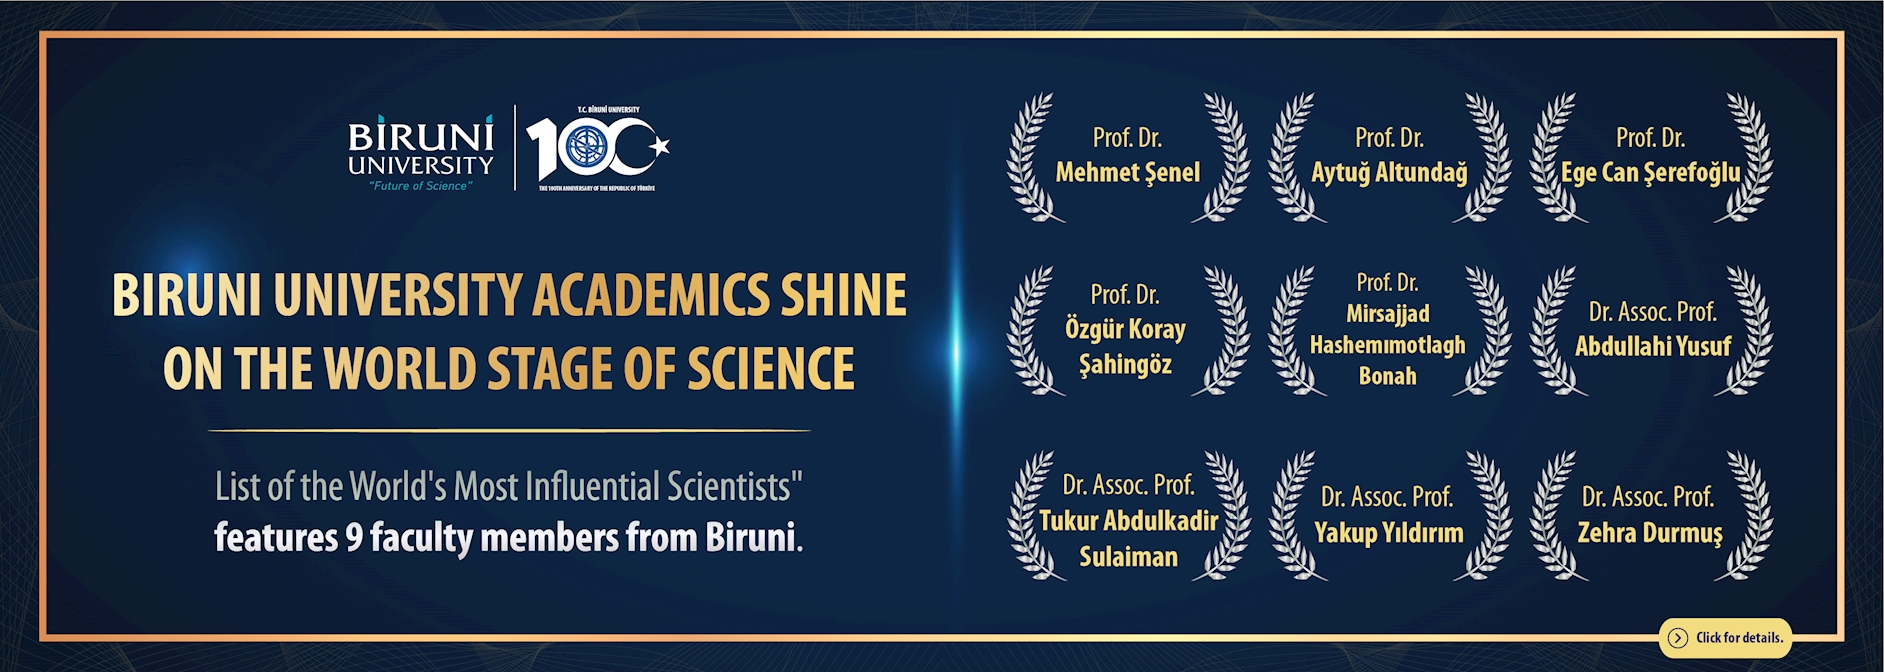 BİRUNİ
UNIVERSITY
"Future of Science"
T.C. BİRUNİ UNIVERSITY
100
THE 100TH ANNIVERSARY OF THE REPUBLIC OF TÜRKİYE
BIRUNI UNIVERSITY ACADEMICS SHINE
ON THE WORLD STAGE OF SCIENCE
List of the World's Most Influential Scientists"
features 9 faculty members from Biruni.
Prof. Dr.
Mehmet Şenel
Prof. Dr.
Aytuğ Altundağ
Prof. Dr.
Ege Can Şerefoğlu
Prof. Dr.
Özgür Koray
Şahingöz
Prof. Dr.
Mirsajjad
Hashemımotlagh
Bonah
Dr. Assoc. Prof.
Abdullahi Yusuf
Dr. Assoc. Prof.
Tukur Abdulkadir
Sulaiman
Dr. Assoc. Prof.
Yakup Yıldırım
Dr. Assoc. Prof.
Zehra Durmuş
Click for details.